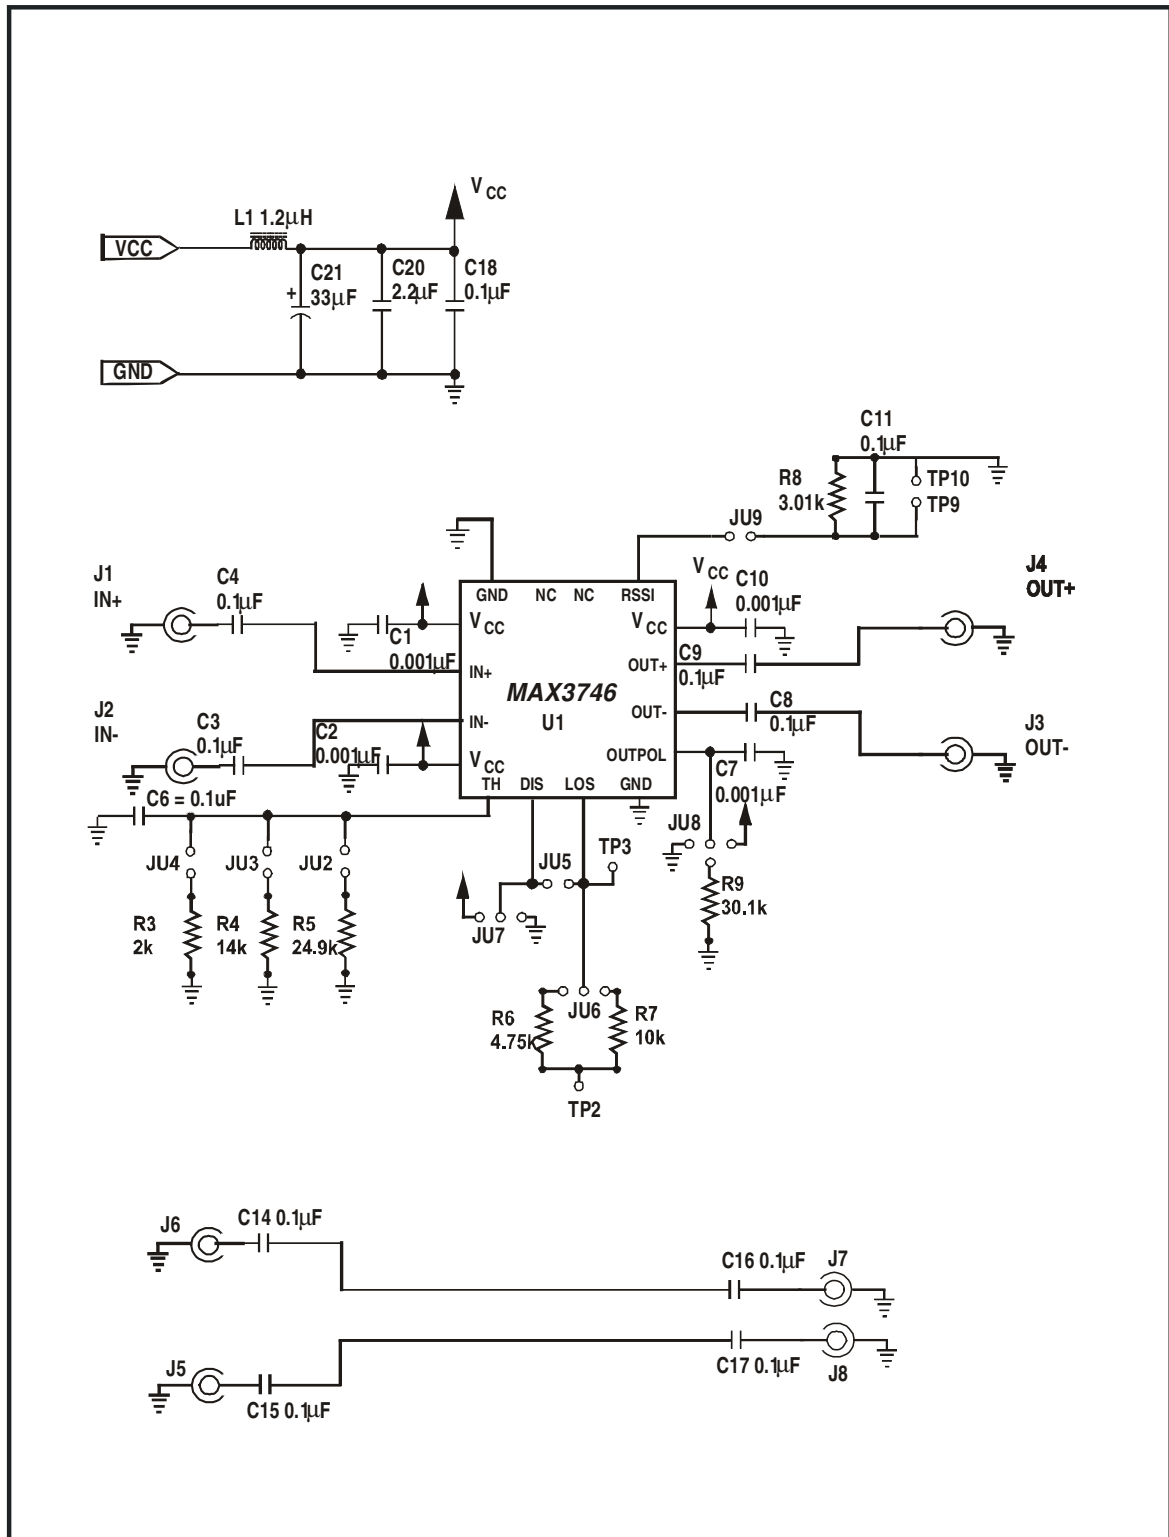 V CC
L1 1.2µH
VCC
C21
33µF
+
C20
2.2µF
C18
0.1µF
GND
C11
0.1µF
R8
3.01k
TP10
TP9
JU9
J1
IN+
C4
0.1µF
GND NC NC RSSI
V CC
C10
0.001µF
J4
OUT+
V CC
V CC
C1
0.001µF
IN+
OUT+
C9
0.1µF
MAX3746
U1
J2
IN-
C3
0.1µF
C2
0.001µF
IN-
OUT-
C8
0.1µF
J3
OUT-
V CC
OUTPOL
C7
0.001µF
TH DIS LOS GND
C6 = 0.1uF
JU4
JU3
JU2
JU5
TP3
JU8
R9
30.1k
R3
2k
R4
14k
R5
24.9k
JU7
R6
4.75k
JU6
R7
10k
TP2
J6
C14 0.1µF
C16 0.1µF
J7
J5
C15 0.1µF
C17 0.1µF
J8